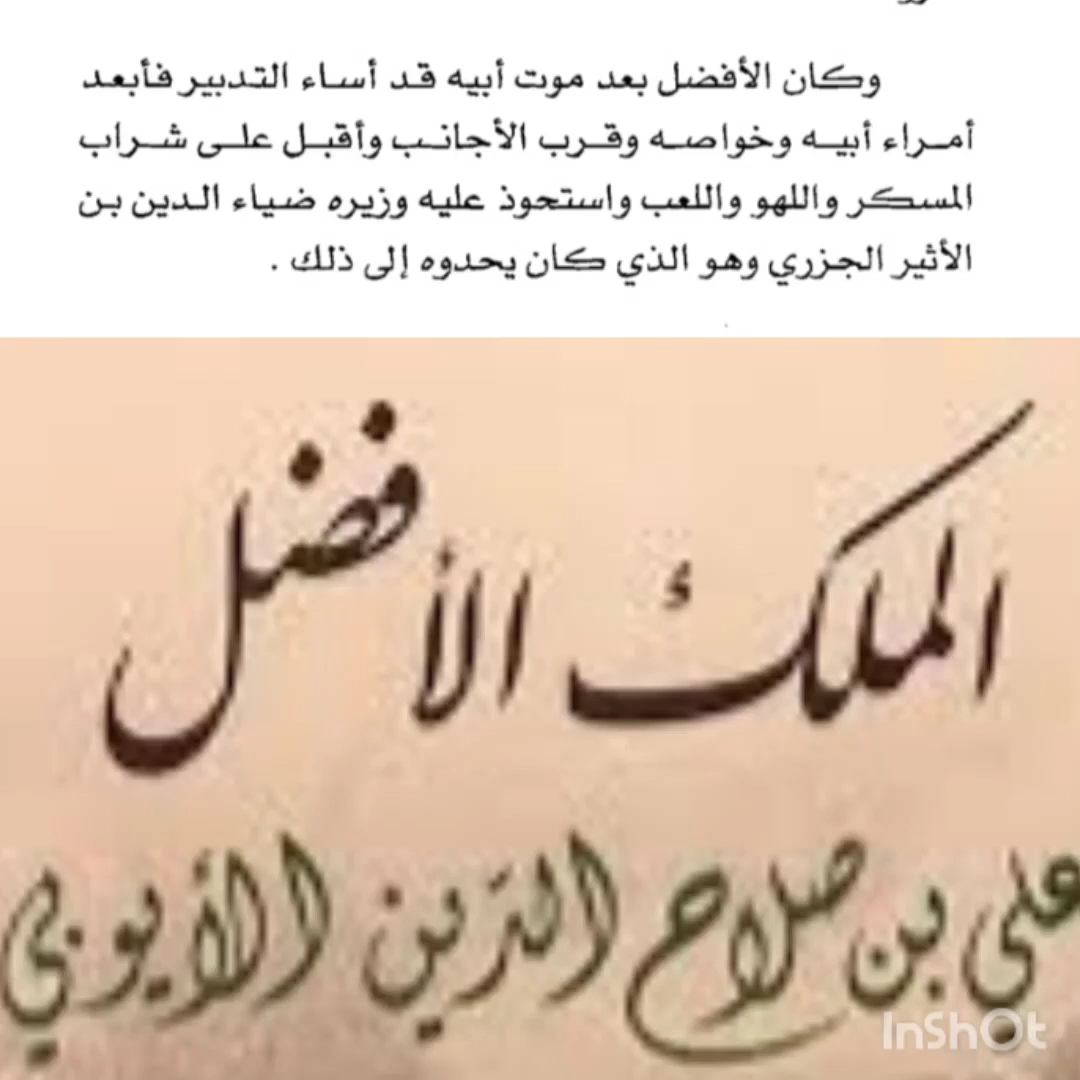 وكان الأفضل بعد موت أبيه قد أساء التدبير فأبعد
أمراء أبيه وخواصه وقرب الأجانب وأقبل على شراب
المسكر واللهو واللعب واستحوذ عليه وزيره ضياء الدين بن
الأثير الجزري وهو الذي كان يحدوه إلى ذلك .
الملك الأفضل
علي بن صلاح الدين الأيوبي
InShOt